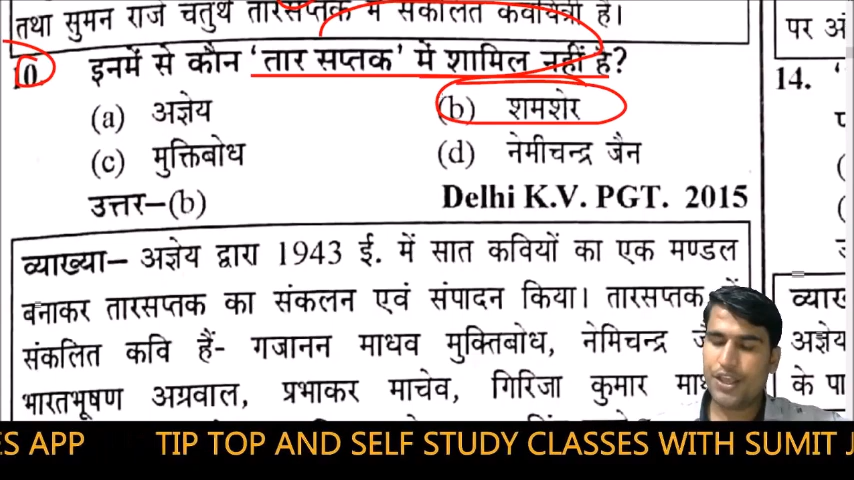 तथा सुमन राजे चतुर्थ तारसप्तक में संकलित कवयित्री हैं।
10. इनमें से कौन 'तार सप्तक' में शामिल नहीं है?
(a) अज्ञेय (b) शमशेर
(c) मुक्तिबोध (d) नेमीचन्द्र जैन
उत्तर–(b) Delhi K.V. PGT. 2015
व्याख्या– अज्ञेय द्वारा 1943 ई. में सात कवियों का एक मण्डल
बनाकर तारसप्तक का संकलन एवं संपादन किया। तारसप्तक में
संकलित कवि हैं- गजानन माधव मुक्तिबोध, नेमिचन्द्र
भारतभूषण अग्रवाल, प्रभाकर माचेव, गिरिजा कुमार
पर
14.
अज्ञेय
के पा
ES APP TIP TOP AND SELF STUDY CLASSES WITH SUMIT J